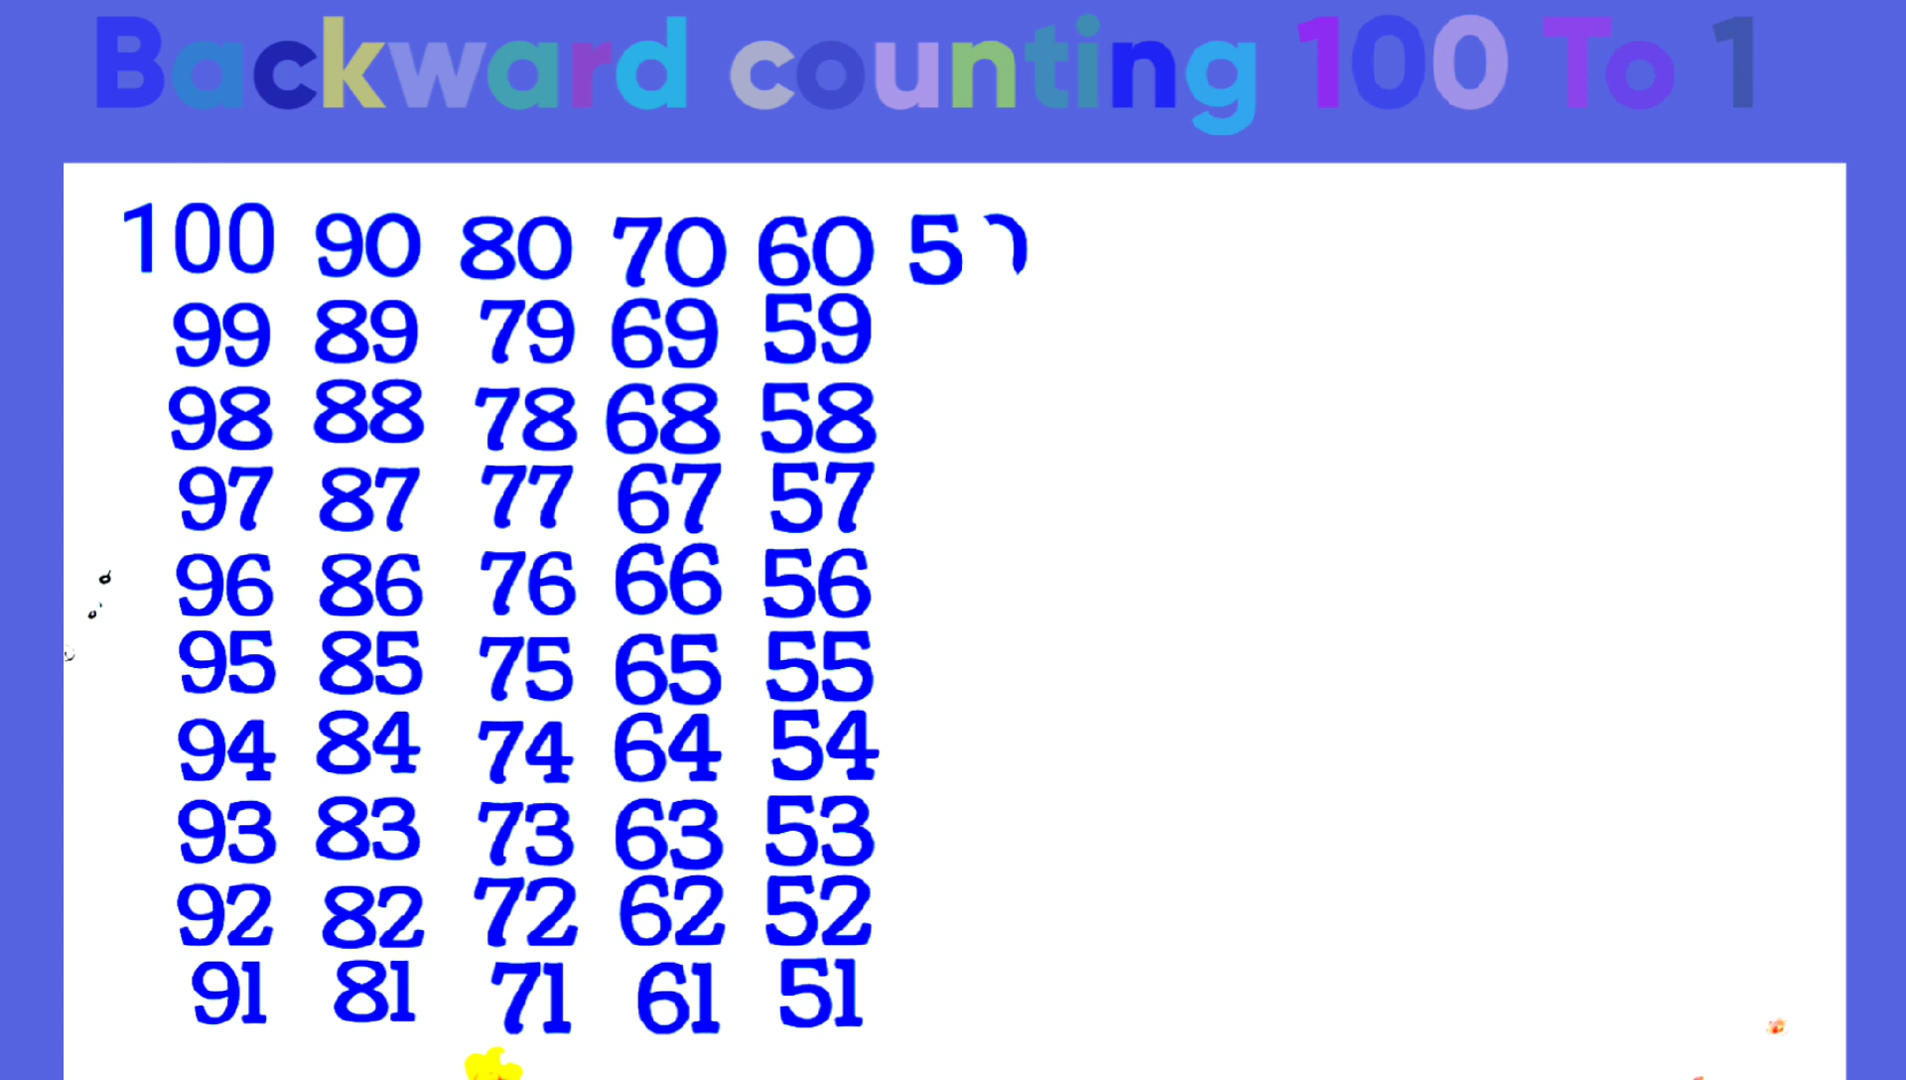 Backward counting 100 To 1
100 90 80 70 60 5
99 89 79 69 59
98 88 78 68 58
97 87 77 67 57
96 86 76 66 56
95 85 75 65 55
94 84 74 64 54
93 83 73 63 53
92 82 72 62 52
91 81 71 61 51